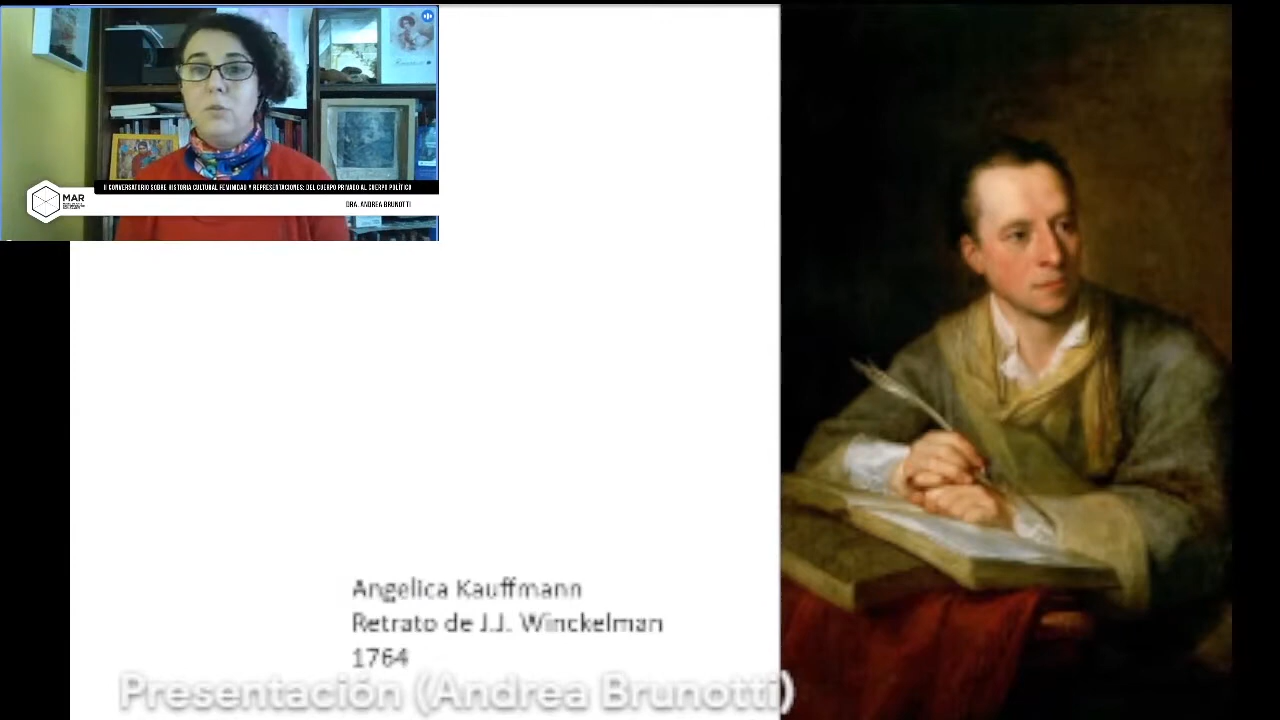 II CONVERSATORIO SOBRE HISTORIA CULTURAL FEMINIDAD Y REPRESENTACIONES: DEL CUERPO PRIVADO AL CUERPO POLÍTICO
MAR
DRA. ANDREA BRUNOTTI
Angelica Kauffmann
Retrato de J.J. Winckelman
1764
Presentación (Andrea Brunotti)